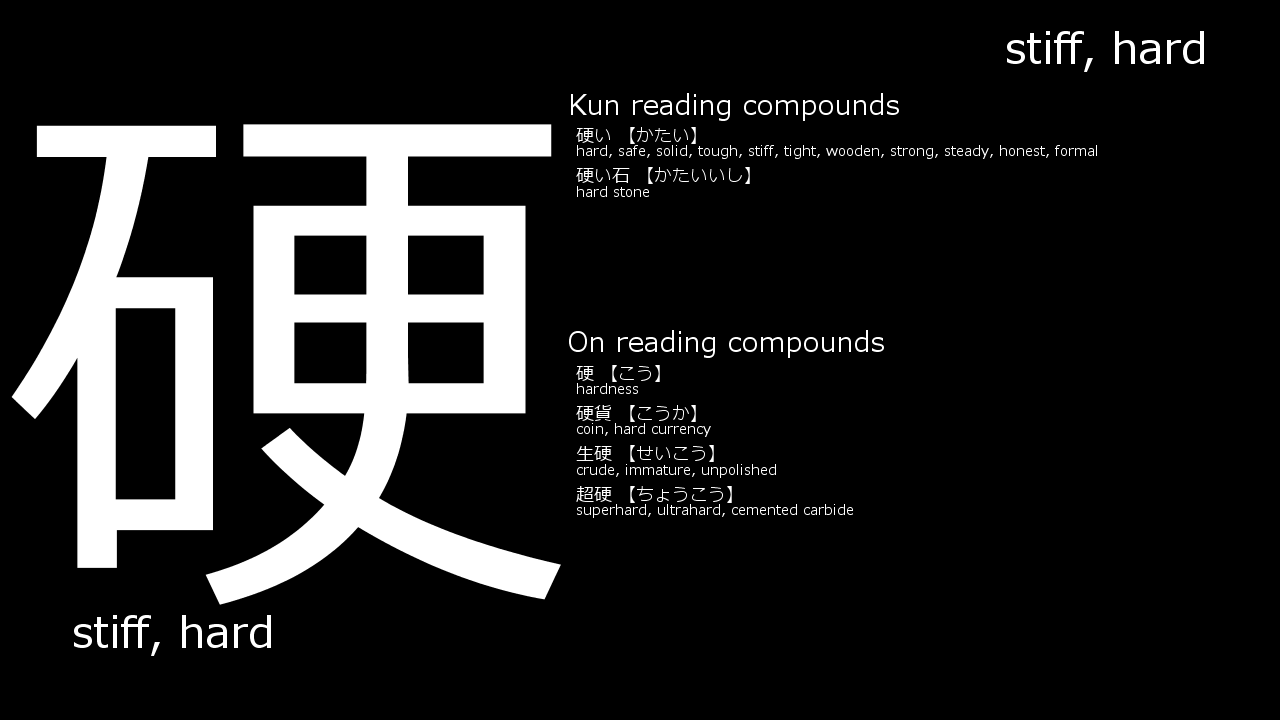 stiff, hard
硬
Kun reading compounds
硬い 【かたい】
hard, safe, solid, tough, stiff, tight, wooden, strong, steady, honest, formal
硬い石 【かたいいし】
hard stone
On reading compounds
硬 【こう】
hardness
硬貨 【こうか】
coin, hard currency
生硬 【せいこう】
crude, immature, unpolished
超硬 【ちょうこう】
superhard, ultrahard, cemented carbide
stiff, hard